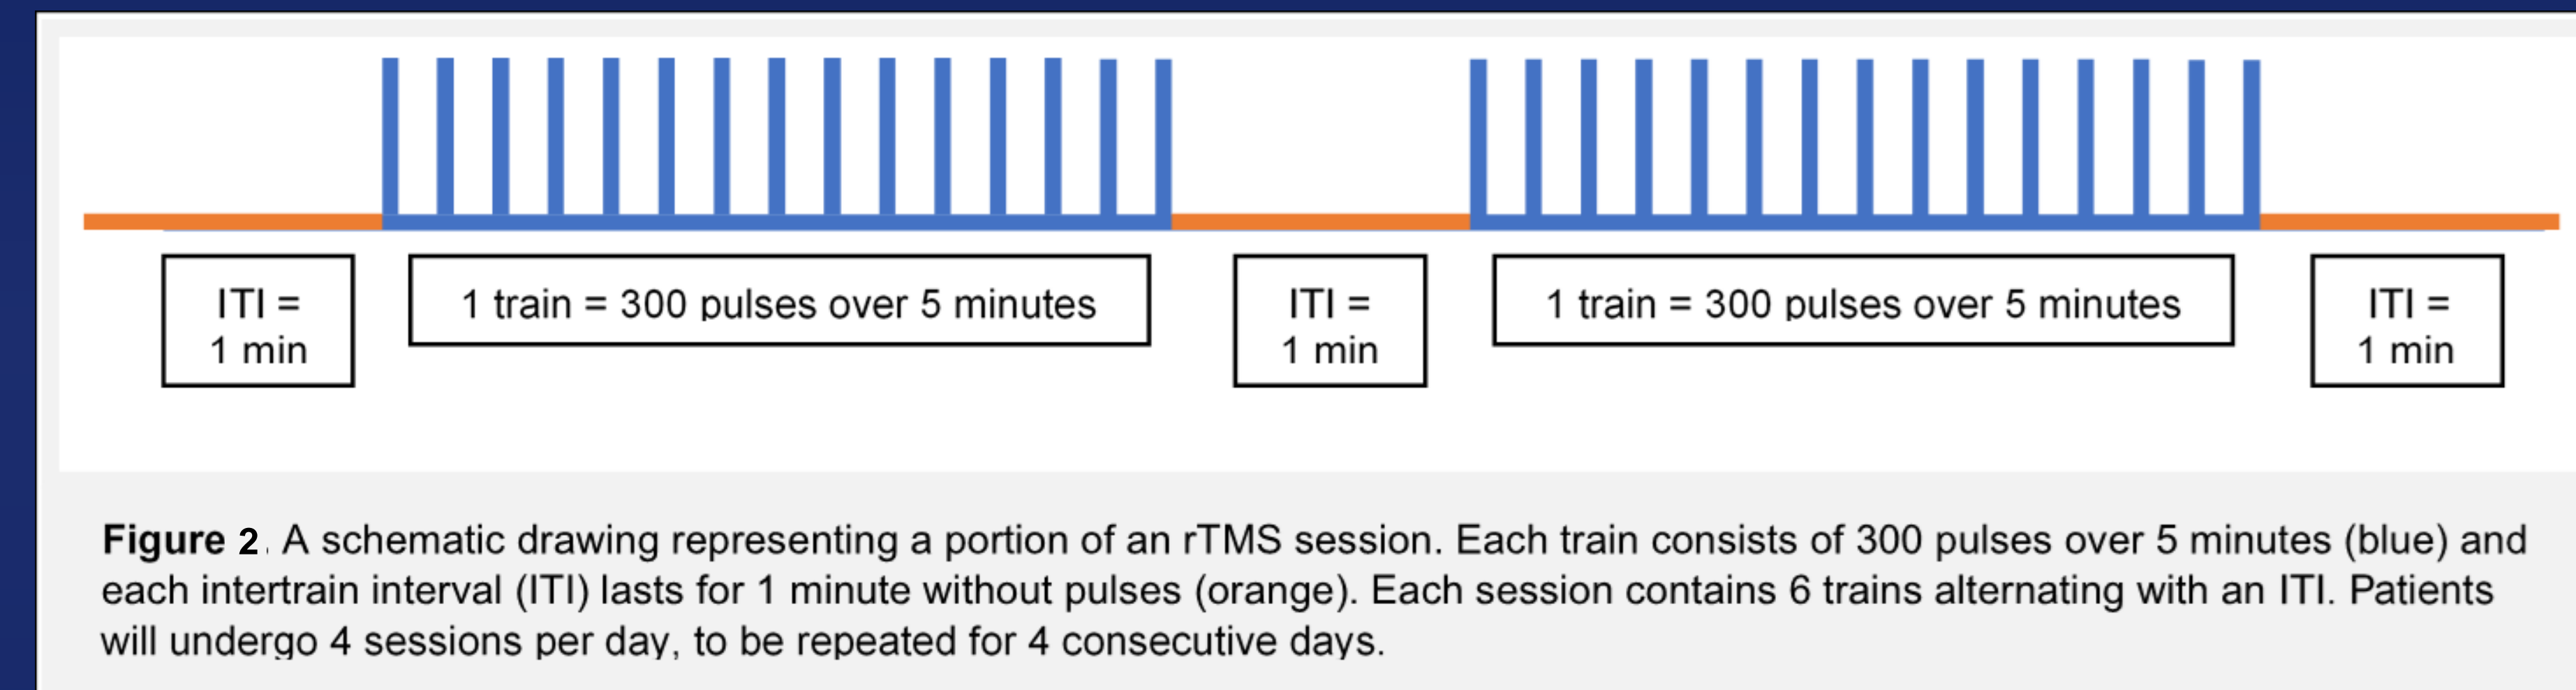 ITI =
1 min
1 train = 300 pulses over 5 minutes
ITI =
1 min
1 train = 300 pulses over 5 minutes
ITI =
1 min
Figure 2. A schematic drawing representing a portion of an rTMS session. Each train consists of 300 pulses over 5 minutes (blue) and
each intertrain interval (ITI) lasts for 1 minute without pulses (orange). Each session contains 6 trains alternating with an ITI. Patients
will undergo 4 sessions per day, to be repeated for 4 consecutive days.